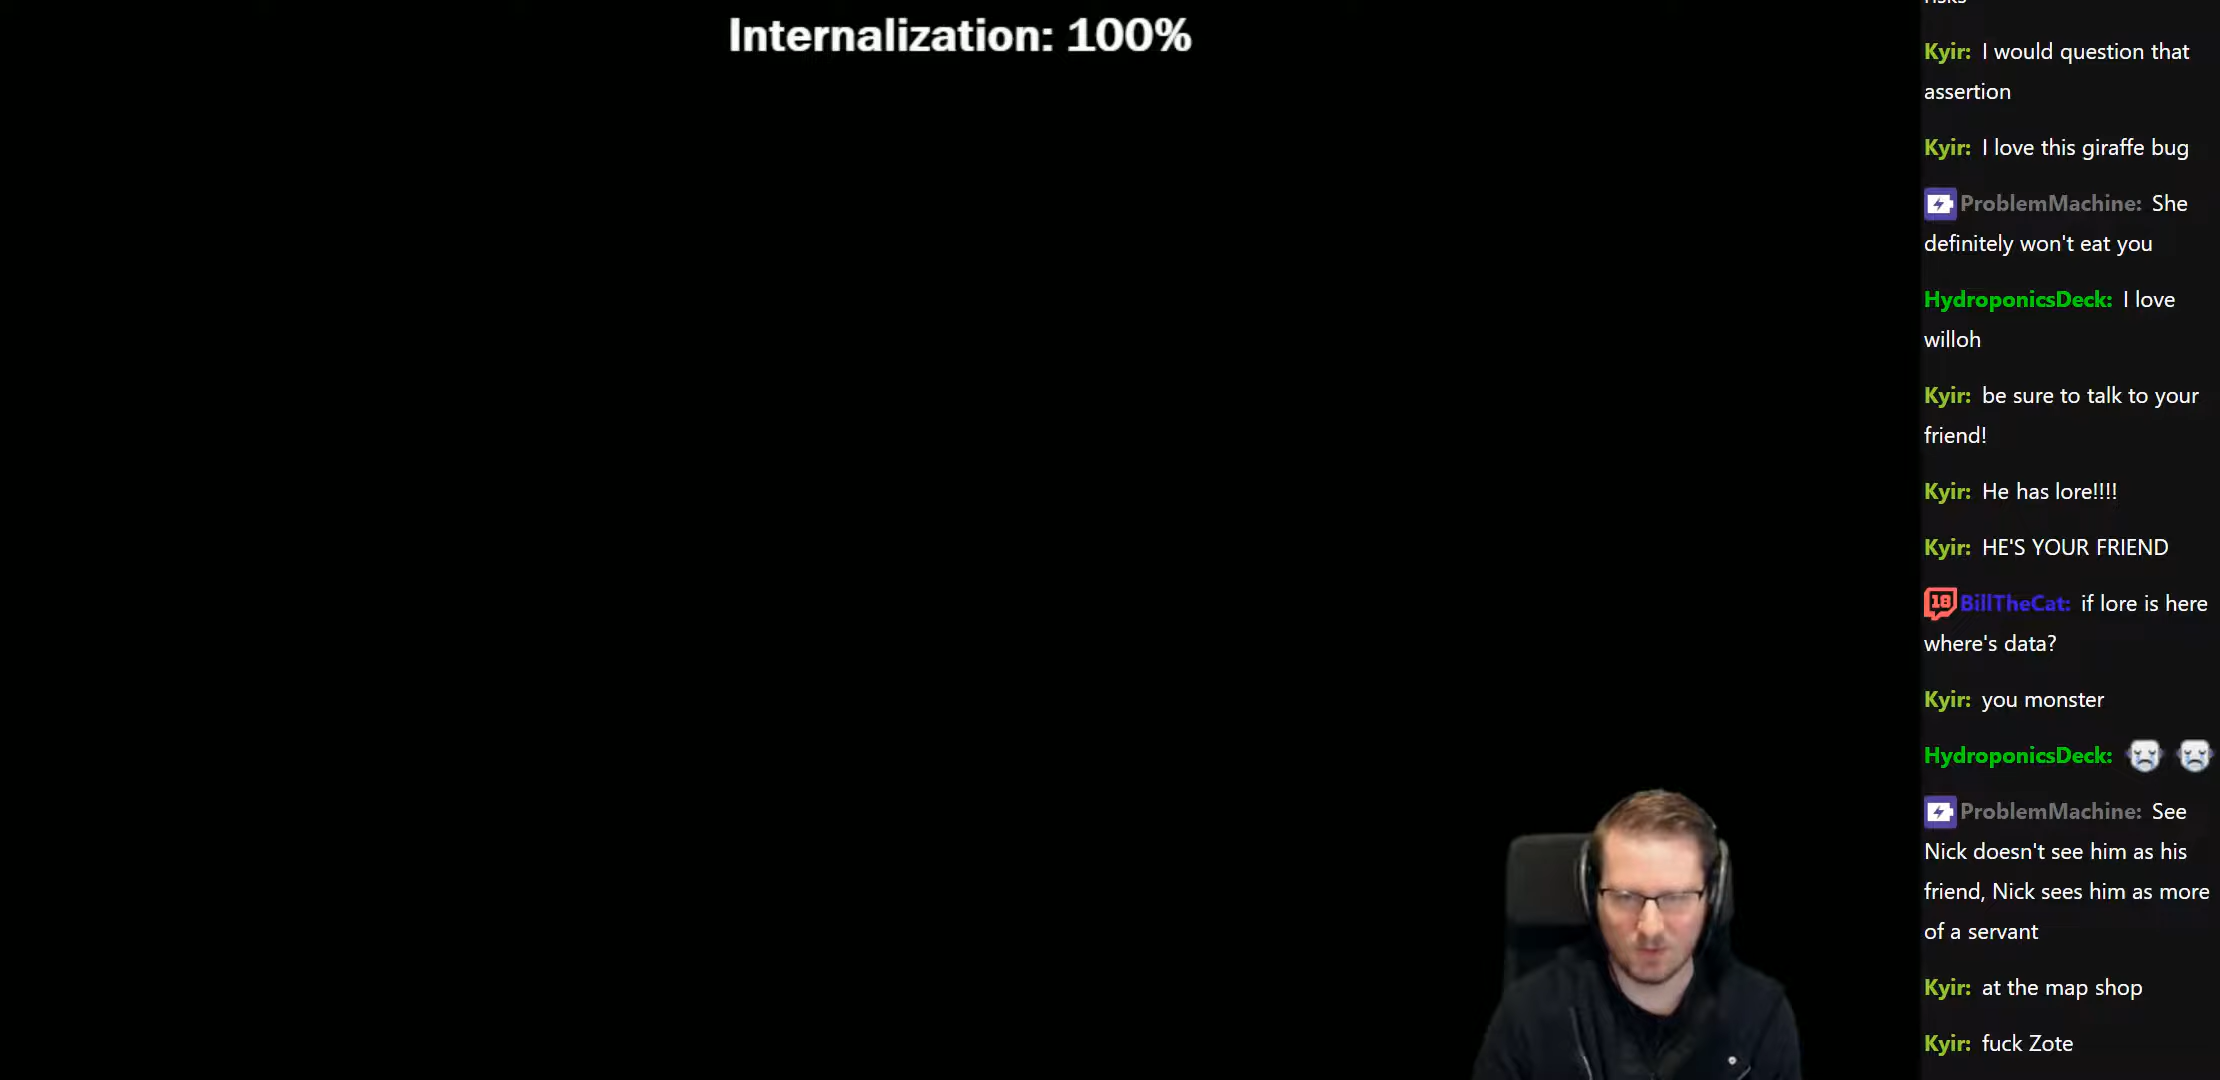 Internalization: 100%
Kyir: I would question that
assertion
Kyir: I love this giraffe bug
ProblemMachine: She
definitely won't eat you
HydroponicsDeck: I love
willoh
Kyir: be sure to talk to your
friend!
Kyir: He has lore!!!!
Kyir: HE'S YOUR FRIEND
18 BillTheCat: if lore is here
where's data?
Kyir: you monster
HydroponicsDeck:
ProblemMachine: See
Nick doesn't see him as his
friend, Nick sees him as more
of a servant
Kyir: at the map shop
Kyir: fuck Zote